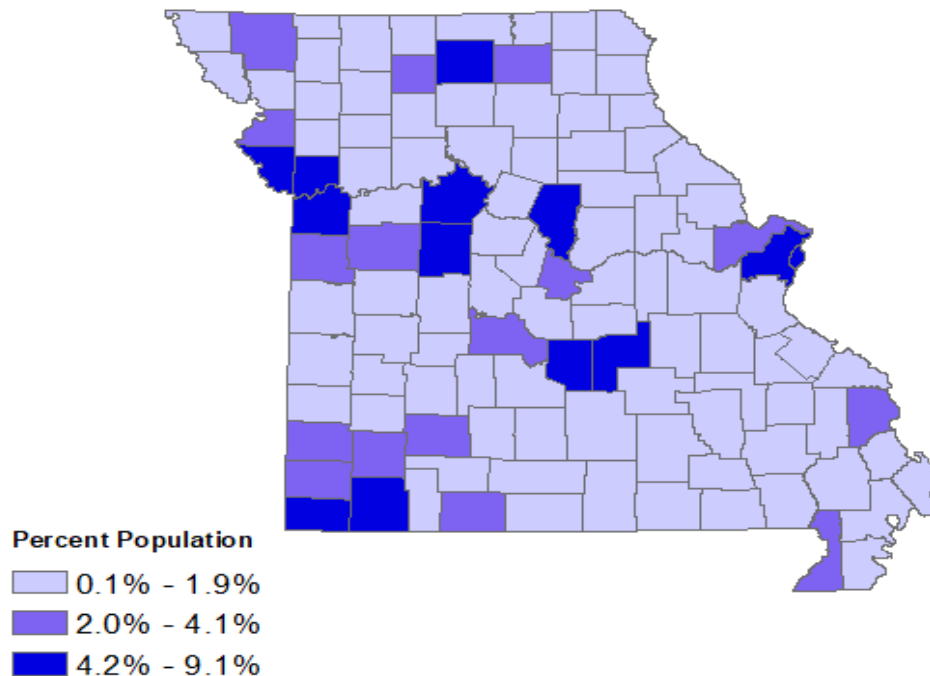 Percent Population
0.1% - 1.9%
2.0% - 4.1%
4.2% - 9.1%